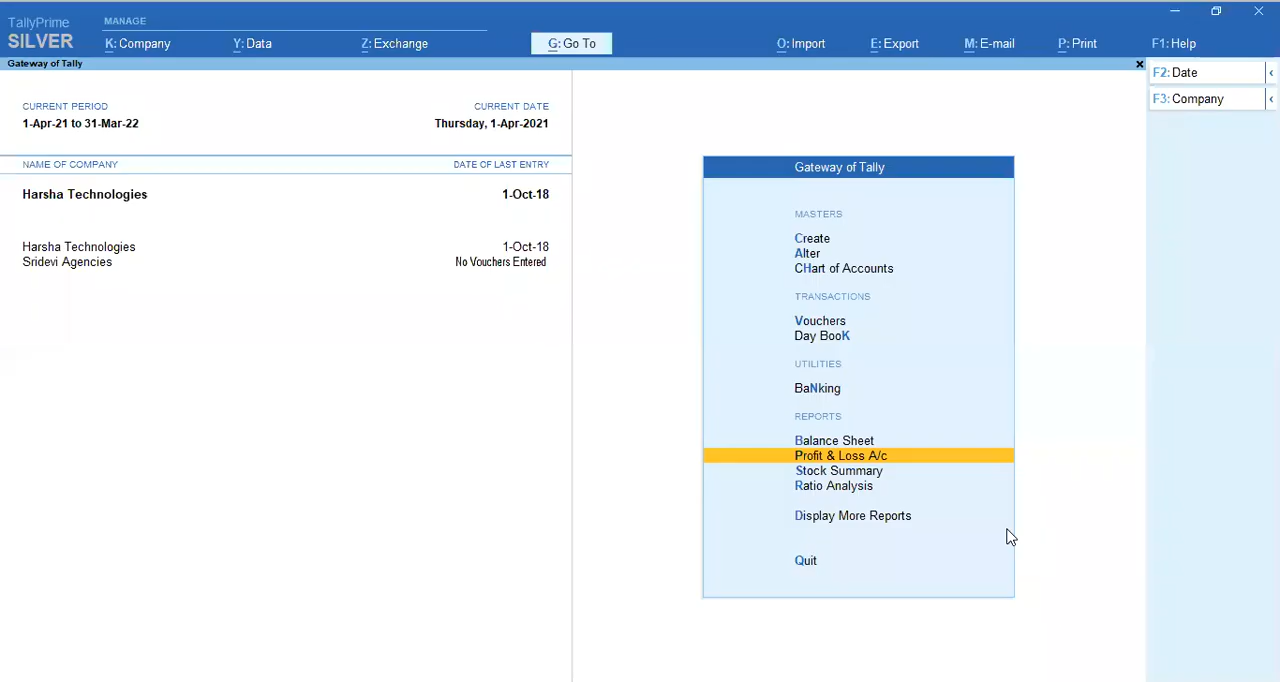 TallyPrime
SILVER
MANAGE
K: Company
Y: Data
Z: Exchange
G: Go To
O: Import
E: Export
M: E-mail
P: Print
F1: Help
Gateway of Tally
F2: Date
F3: Company
CURRENT PERIOD
CURRENT DATE
1-Apr-21 to 31-Mar-22
Thursday, 1-Apr-2021
NAME OF COMPANY
DATE OF LAST ENTRY
Harsha Technologies
1-Oct-18
Harsha Technologies
1-Oct-18
Sridevi Agencies
No Vouchers Entered
Gateway of Tally
MASTERS
Create
Alter
CHart of Accounts
TRANSACTIONS
Vouchers
Day BooK
UTILITIES
BaNking
REPORTS
Balance Sheet
Profit & Loss A/c
Stock Summary
Ratio Analysis
Display More Reports
Quit